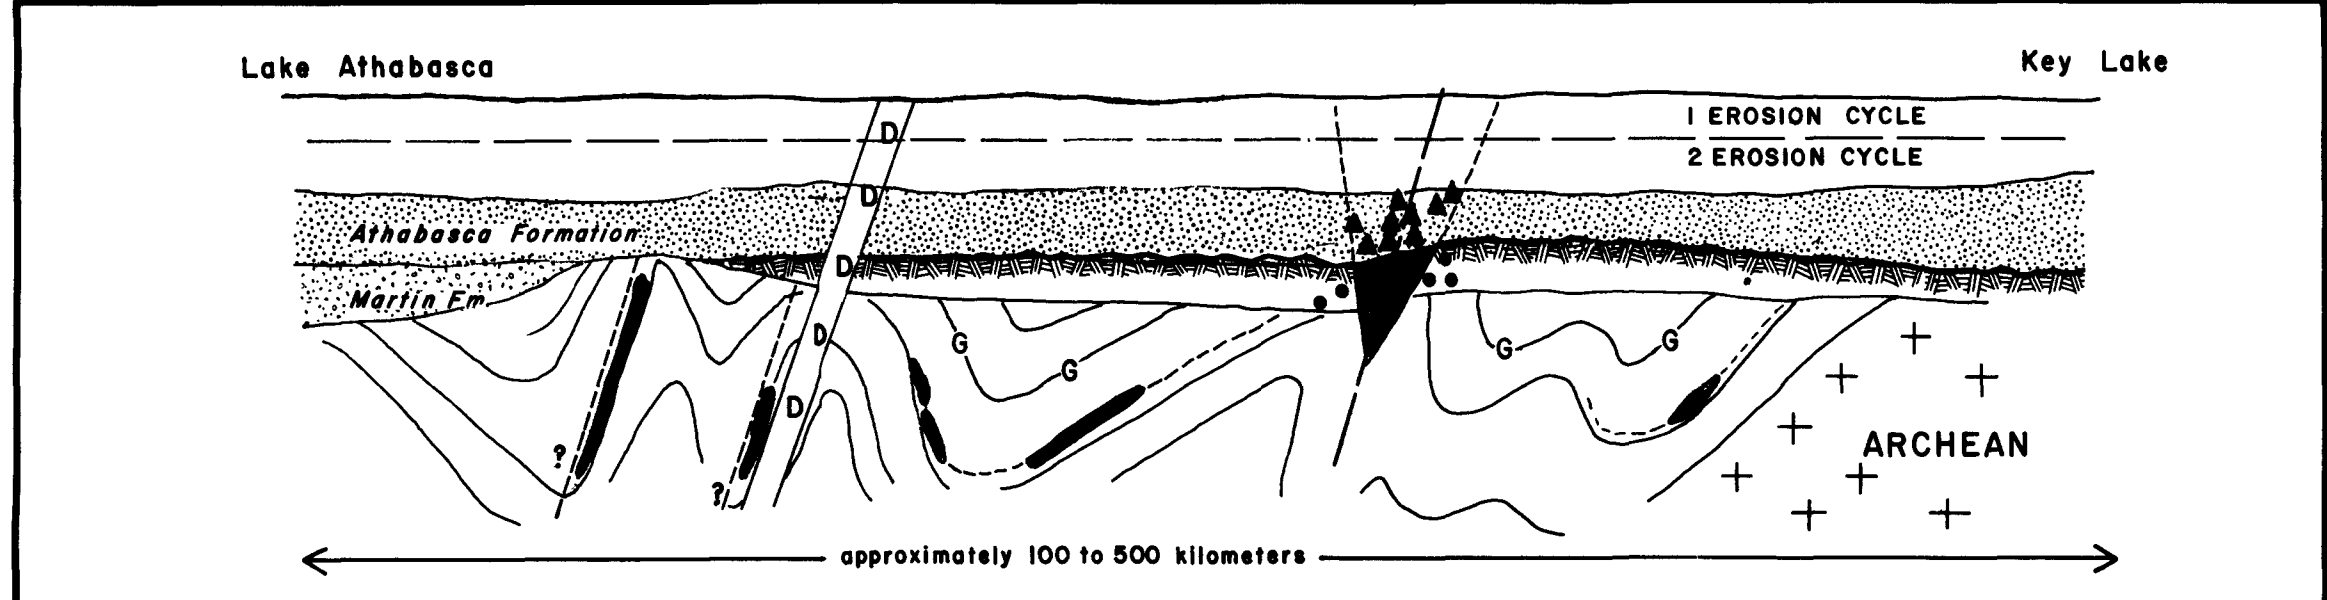 Lake Athabasca
Key Lake
1 EROSION CYCLE
2 EROSION CYCLE
D
D
Athabasca Formation
D
Martin Fm.
D
G
G
G
G
D
?
?
ARCHEAN
approximately 100 to 500 kilometers